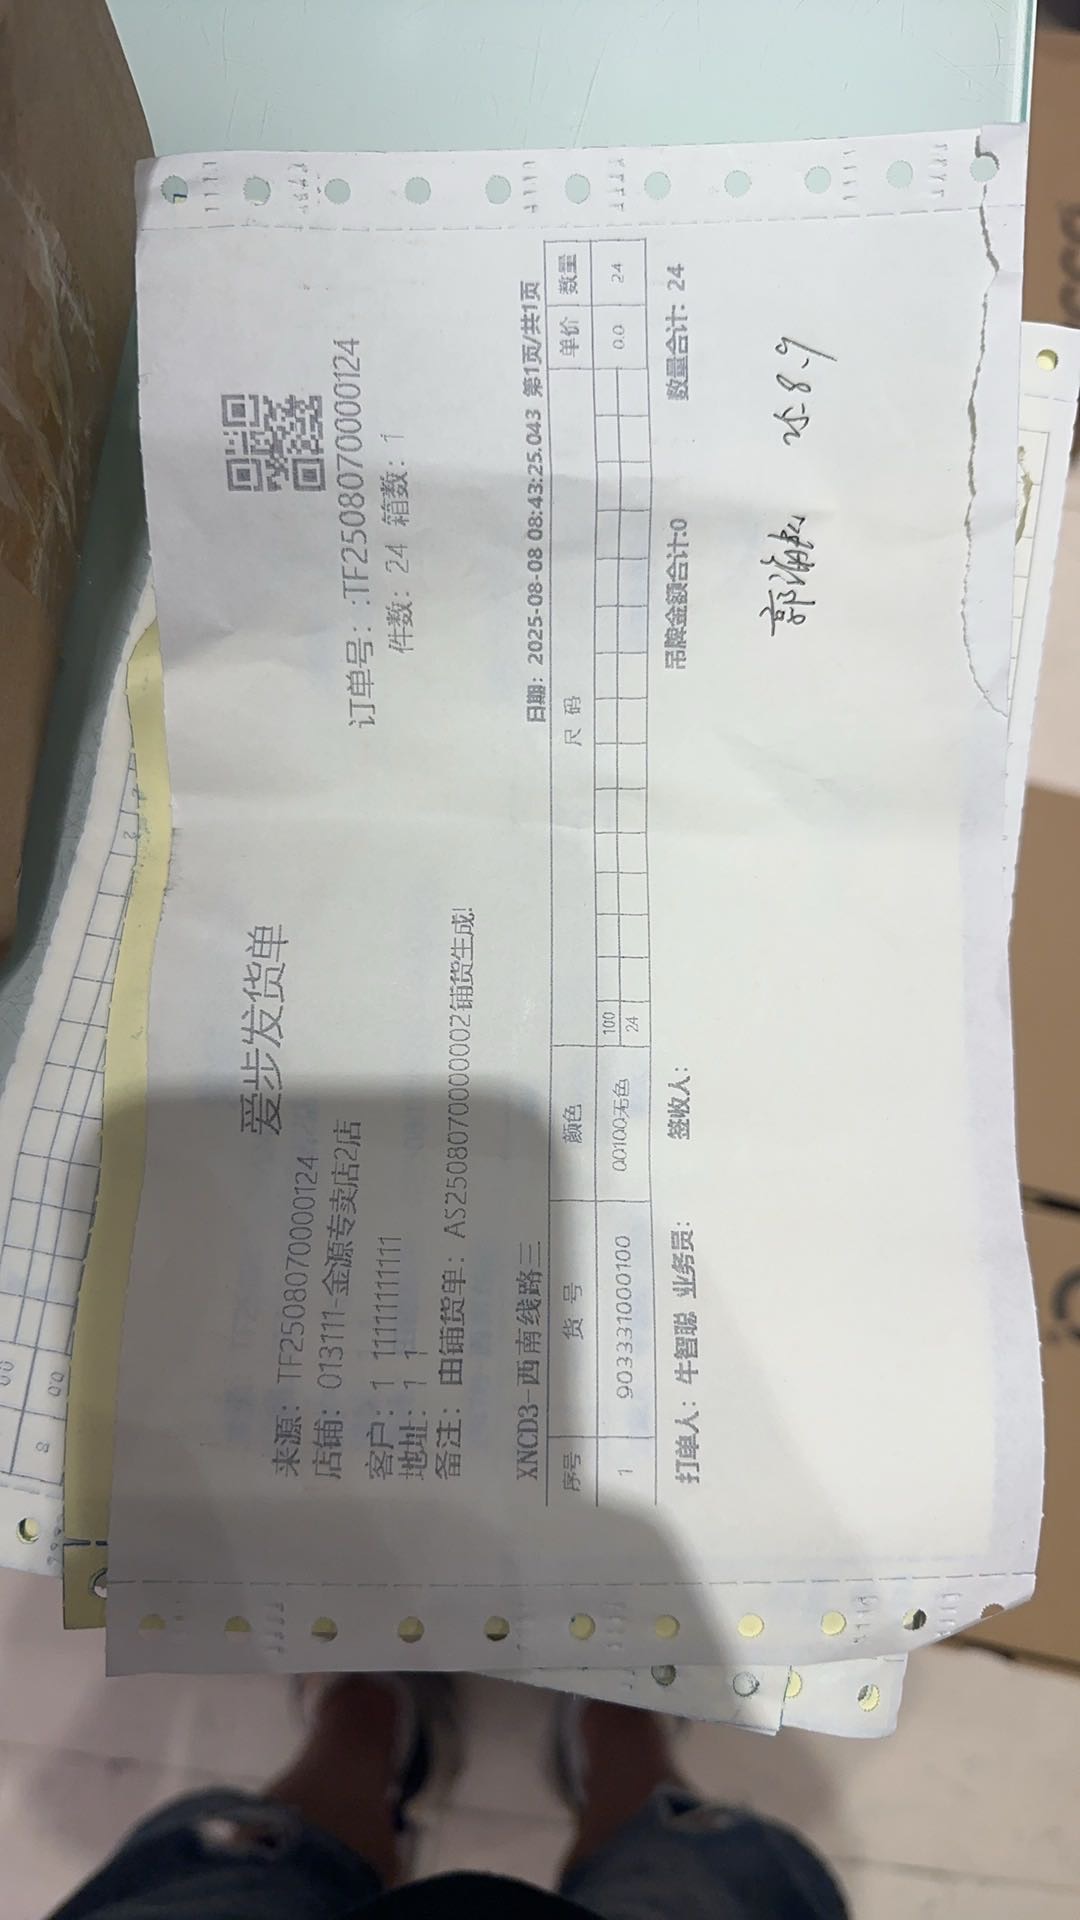 爱步发货单
来源：TF2508070000124
订单号：:TF2508070000124
店铺：013111-金源专卖店2店
件数：24 箱数：1
客户：1 11111111111
地址：1 1
备注：由铺货单：AS2508070000002铺货生成!
XNCD3-西南线路三 日期：2025-08-08 08:43:25.043 第1页/共1页
序号 货号 颜色 尺码 单价 数量
100
1 9033310001​00 00100无色 24 0.0 24
打单人：牛智聪 业务员： 签收人： 吊牌金额合计:0 数量合计：24
25.8.9